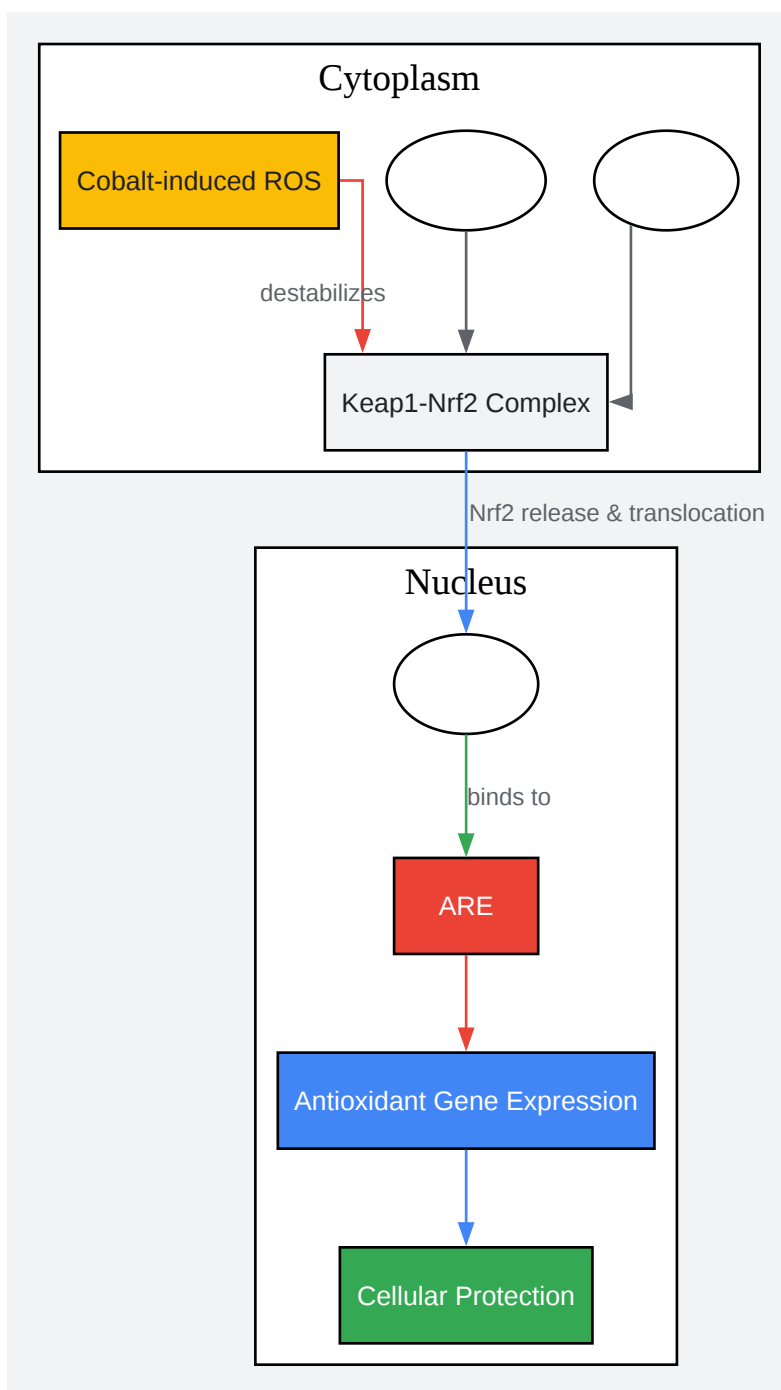 Cytoplasm
Cobalt-induced ROS
destabilizes
Keap1-Nrf2 Complex
Nrf2 release & translocation
Nucleus
binds to
ARE
Antioxidant Gene Expression
Cellular Protection